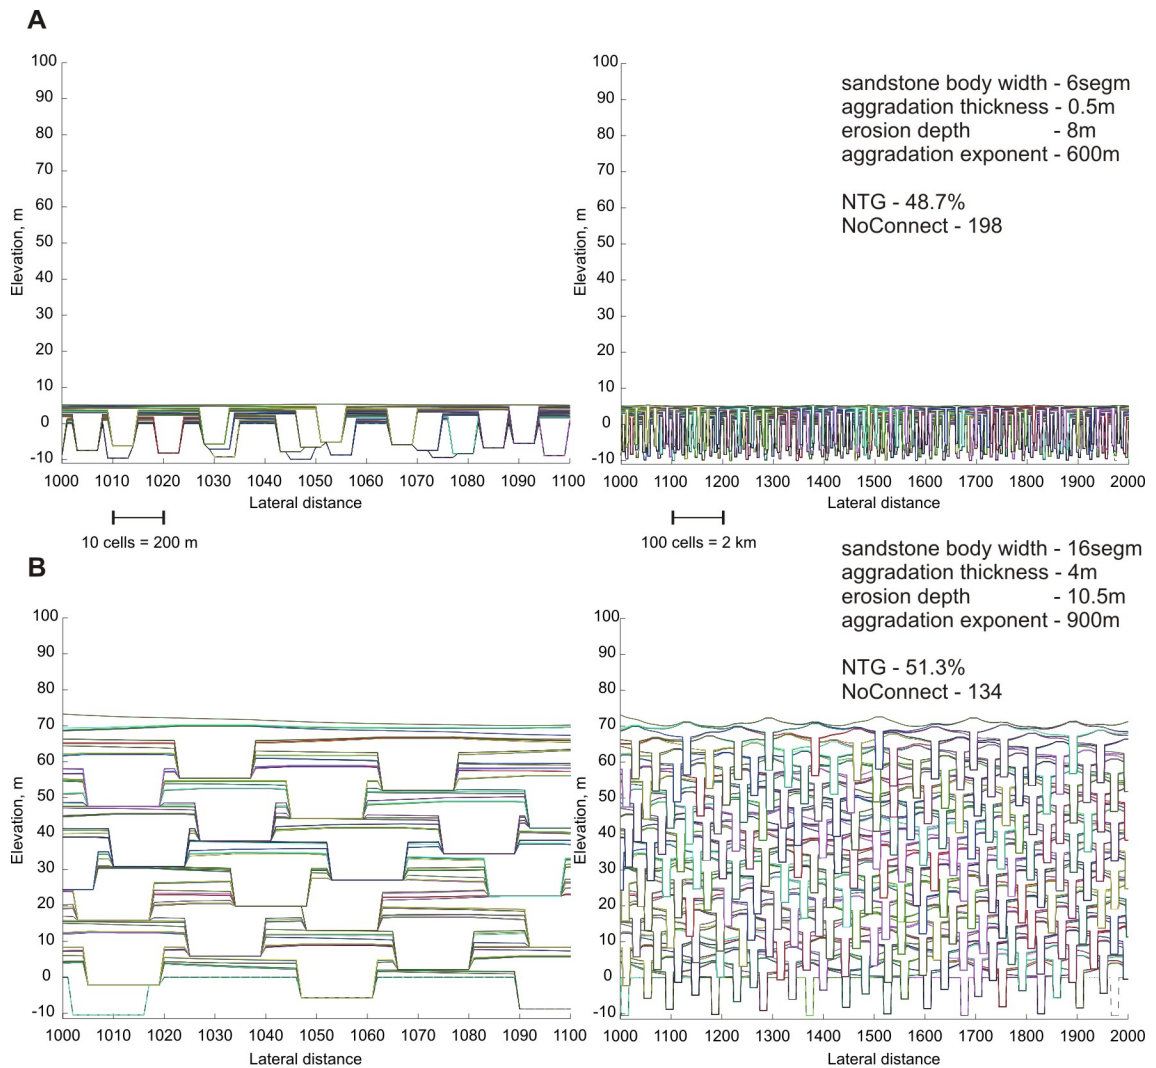 A
100
90
80
70
60
50
40
30
20
10
0
-10
Elevation, m
1000 1010 1020 1030 1040 1050 1060 1070 1080 1090 1100
Lateral distance
10 cells = 200 m
100
90
80
70
60
50
40
30
20
10
0
-10
Elevation, m
1000 1100 1200 1300 1400 1500 1600 1700 1800 1900 2000
Lateral distance
100 cells = 2 km
sandstone body width - 6segm
aggradation thickness - 0.5m
erosion depth - 8m
aggradation exponent - 600m
NTG - 48.7%
NoConnect - 198
B
100
90
80
70
60
50
40
30
20
10
0
-10
Elevation, m
1000 1010 1020 1030 1040 1050 1060 1070 1080 1090 1100
Lateral distance
100
90
80
70
60
50
40
30
20
10
0
-10
Elevation, m
1000 1100 1200 1300 1400 1500 1600 1700 1800 1900 2000
Lateral distance
sandstone body width - 16segm
aggradation thickness - 4m
erosion depth - 10.5m
aggradation exponent - 900m
NTG - 51.3%
NoConnect - 134